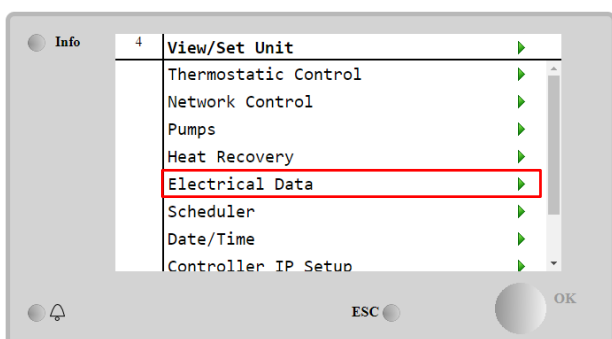 Info
4 View/Set Unit
Thermostatic Control
Network Control
Pumps
Heat Recovery
Electrical Data
Scheduler
Date/Time
Controller IP Setup
ESC
OK